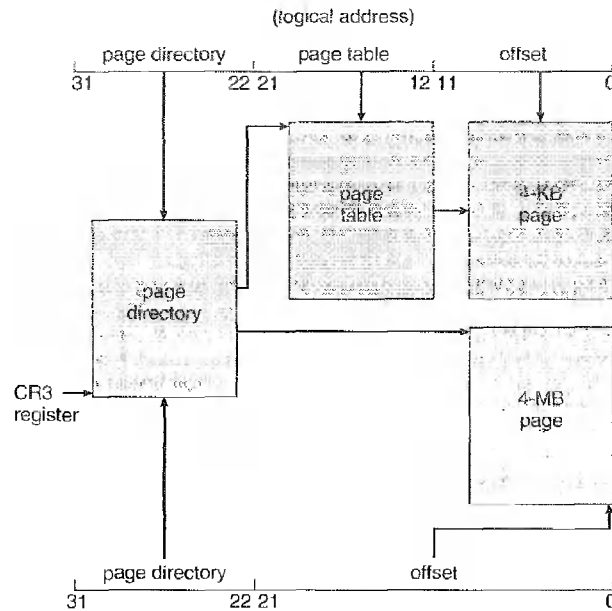 (logical address)
page directory page table offset
31 22 21 12 11 0
page
table
4-KB
page
page
directory
4-MB
page
CR3
register
page directory offset
31 22 21 0